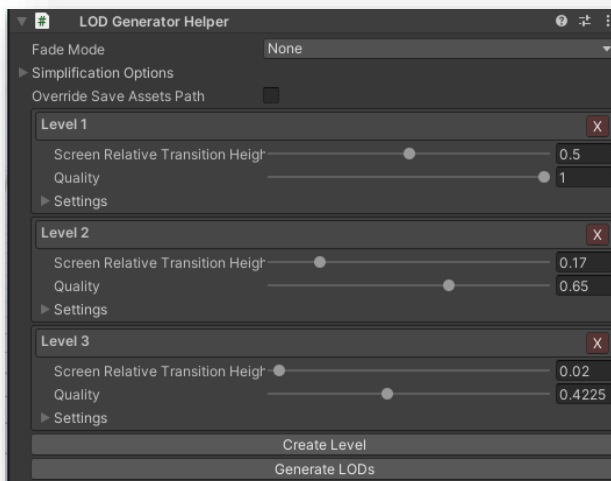 LOD Generator Helper
Fade Mode None
Simplification Options
Override Save Assets Path
Level 1 X
Screen Relative Transition Heigh 0.5
Quality 1
Settings
Level 2 X
Screen Relative Transition Heigh 0.17
Quality 0.65
Settings
Level 3 X
Screen Relative Transition Heigh 0.02
Quality 0.4225
Settings
Create Level
Generate LODs